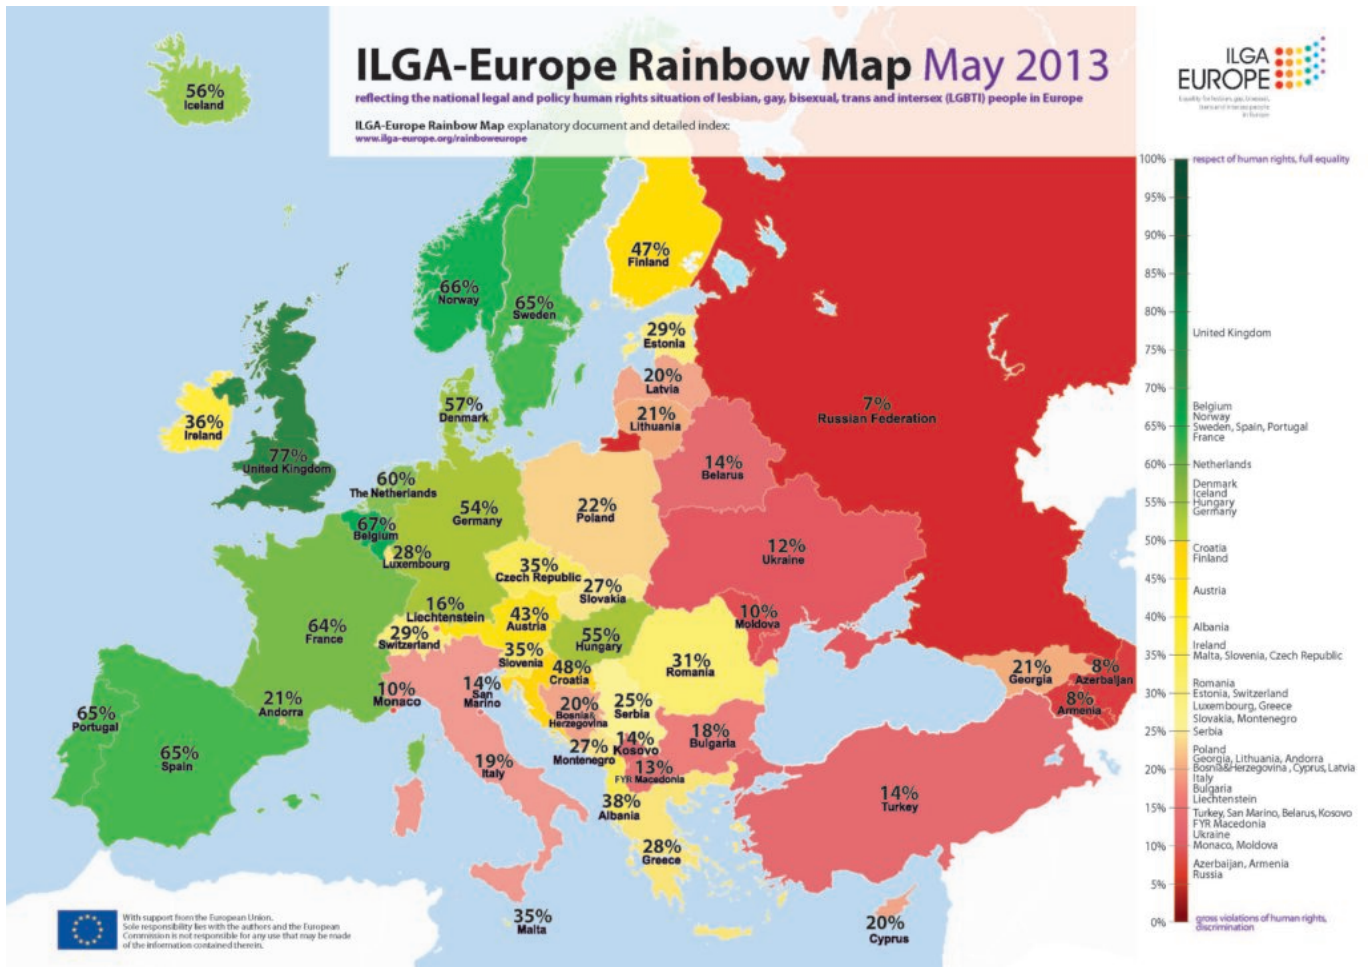 ILGA-Europe Rainbow Map May 2013
reflecting the national legal and policy human rights situation of lesbian, gay, bisexual, trans and intersex (LGBTI) people in Europe
ILGA-Europe Rainbow Map explanatory document and detailed index:
www.ilga-europe.org/rainboweurope
ILGA
EUROPE
Equality for lesbian, gay, bisexual,
trans and intersex people
in Europe
56%
Iceland
66%
Norway
65%
Sweden
47%
Finland
29%
Estonia
20%
Latvia
21%
Lithuania
7%
Russian Federation
57%
Denmark
36%
Ireland
77%
United Kingdom
60%
The Netherlands
67%
Belgium
28%
Luxembourg
54%
Germany
22%
Poland
14%
Belarus
12%
Ukraine
35%
Czech Republic
27%
Slovakia
16%
Liechtenstein
43%
Austria
55%
Hungary
10%
Moldova
64%
France
29%
Switzerland
35%
Slovenia
48%
Croatia
31%
Romania
21%
Georgia
8%
Azerbaijan
8%
Armenia
65%
Portugal
65%
Spain
21%
Andorra
10%
Monaco
14%
San
Marino
20%
Bosnia&
Herzegovina
25%
Serbia
27%
Montenegro
14%
Kosovo
18%
Bulgaria
13%
FYR Macedonia
19%
Italy
38%
Albania
28%
Greece
14%
Turkey
35%
Malta
20%
Cyprus
100%
respect of human rights, full equality
95%
90%
85%
80%
United Kingdom
75%
70%
Belgium
Norway
65%
Sweden, Spain, Portugal
France
60%
Netherlands
Denmark
Iceland
55%
Hungary
Germany
50%
Croatia
Finland
45%
Austria
40%
Albania
Ireland
35%
Malta, Slovenia, Czech Republic
Romania
30%
Estonia, Switzerland
Luxembourg, Greece
Slovakia, Montenegro
25%
Serbia
Poland
Georgia, Lithuania, Andorra
20%
Bosnia&Herzegovina , Cyprus, Latvia
Italy
Bulgaria
Liechtenstein
15%
Turkey, San Marino, Belarus, Kosovo
FYR Macedonia
Ukraine
10%
Monaco, Moldova
Azerbaijan, Armenia
Russia
5%
0%
gross violations of human rights,
discrimination
With support from the European Union.
Sole responsibility lies with the authors and the European
Commission is not responsible for any use that may be made
of the information contained therein.